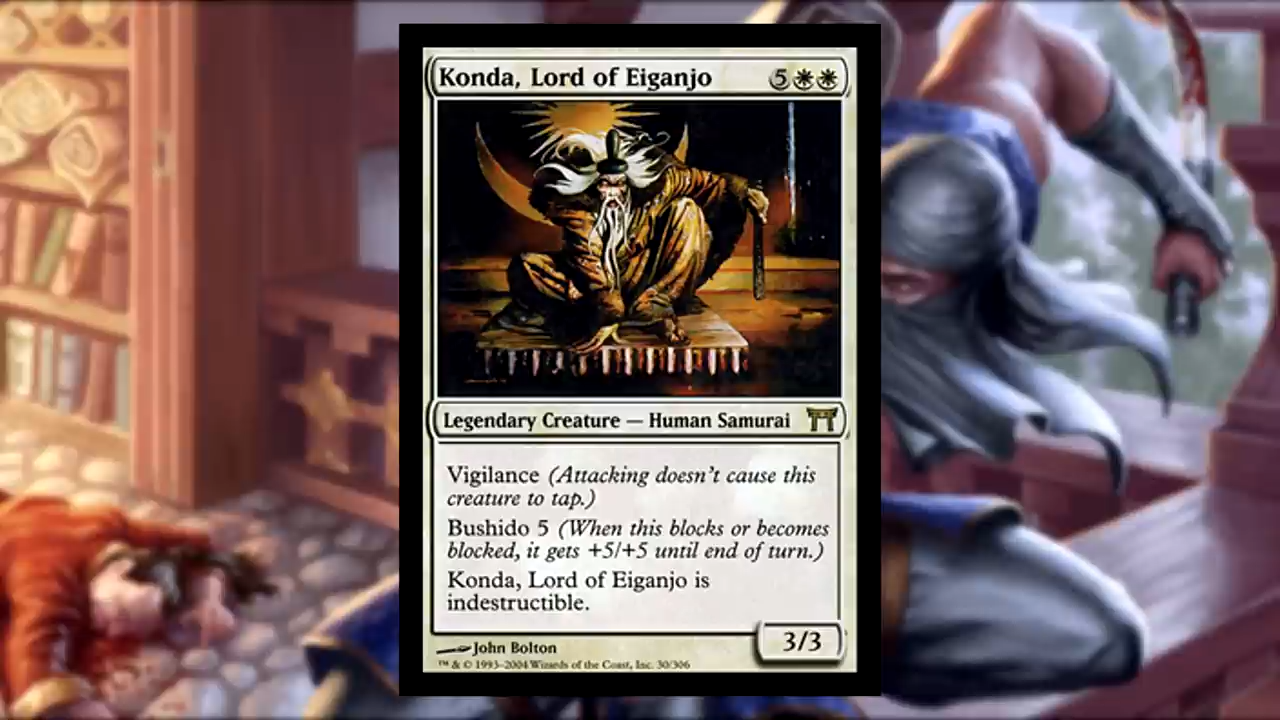 Konda, Lord of Eiganjo 5
Legendary Creature — Human Samurai
Vigilance (Attacking doesn't cause this
creature to tap.)
Bushido 5 (When this blocks or becomes
blocked, it gets +5/+5 until end of turn.)
Konda, Lord of Eiganjo is
indestructible.
3/3
John Bolton
™ & © 1993–2004 Wizards of the Coast, Inc. 30/306